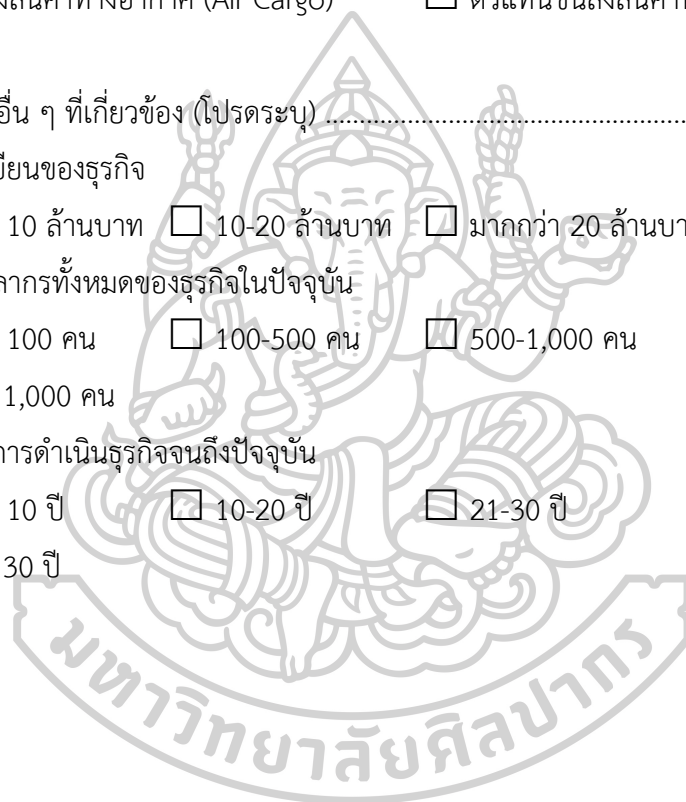 สินค้าทางอากาศ (Air Cargo) ☐ ตัวแทนขนส่งสินค้า
อื่น ๆ ที่เกี่ยวข้อง (โปรดระบุ) ....................................................................
ของธุรกิจ
10 ล้านบาท ☐ 10-20 ล้านบาท ☐ มากกว่า 20 ล้าน
ทั้งหมดของธุรกิจในปัจจุบัน
100 คน ☐ 100-500 คน ☐ 500-1,000 คน
1,000 คน
การดำเนินธุรกิจจนถึงปัจจุบัน
10 ปี ☐ 10-20 ปี ☐ 21-30 ปี
30 ปี
มหาวิทยาลัยศิลปากร